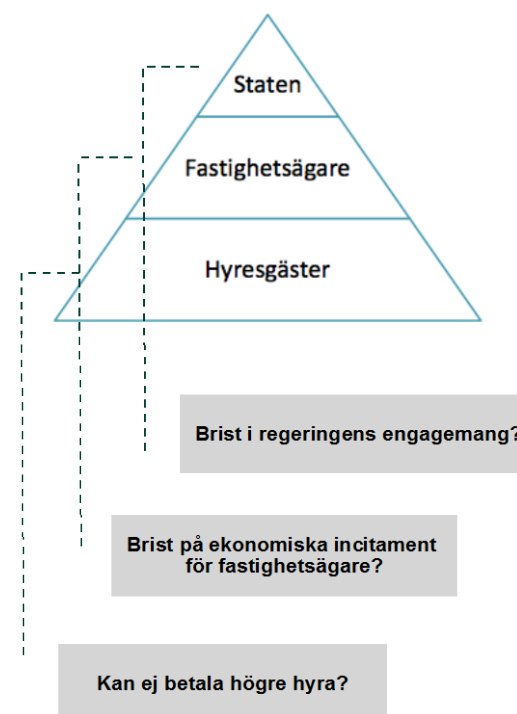 Staten
Fastighetsägare
Hyresgäster
Brist i regeringens engagemang?
Brist på ekonomiska incitament
för fastighetsägare?
Kan ej betala högre hyra?